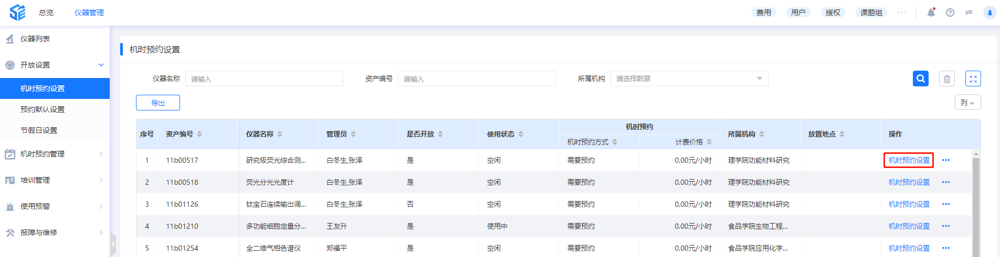 总览 仪器管理 费用 用户 授权 课题组
仪器列表
开放设置
机时预约设置
预约默认设置
节假日设置
机时预约管理
培训管理
使用预警
报障与维修
机时预约设置
仪器名称 请输入 资产编号 请输入 所属机构 请选择数据
导出 列
序号 资产编号 仪器名称 管理员 是否开放 使用状态 机时预约 所属机构 放置地点 操作
机时预约方式 计费价格
1 11b00517 研究级荧光综合测... 白冬生,张泽 是 空闲 需要预约 0.00元/小时 理学院功能材料研究 机时预约设置 •••
2 11b00518 荧光分光光度计 白冬生,张泽 是 空闲 需要预约 0.00元/小时 理学院功能材料研究 机时预约设置 •••
3 11b01126 钛宝石连续输出调... 白冬生,张泽 否 空闲 需要预约 0.00元/小时 理学院功能材料研究 机时预约设置 •••
4 11b01210 多功能细胞定量分... 王友升 是 使用中 需要预约 0.00元/小时 食品学院生物工程... 机时预约设置 •••
5 11b01254 全二维气相色谱仪 郑福平 是 空闲 需要预约 0.00元/小时 食品学院应用化学... 机时预约设置 •••